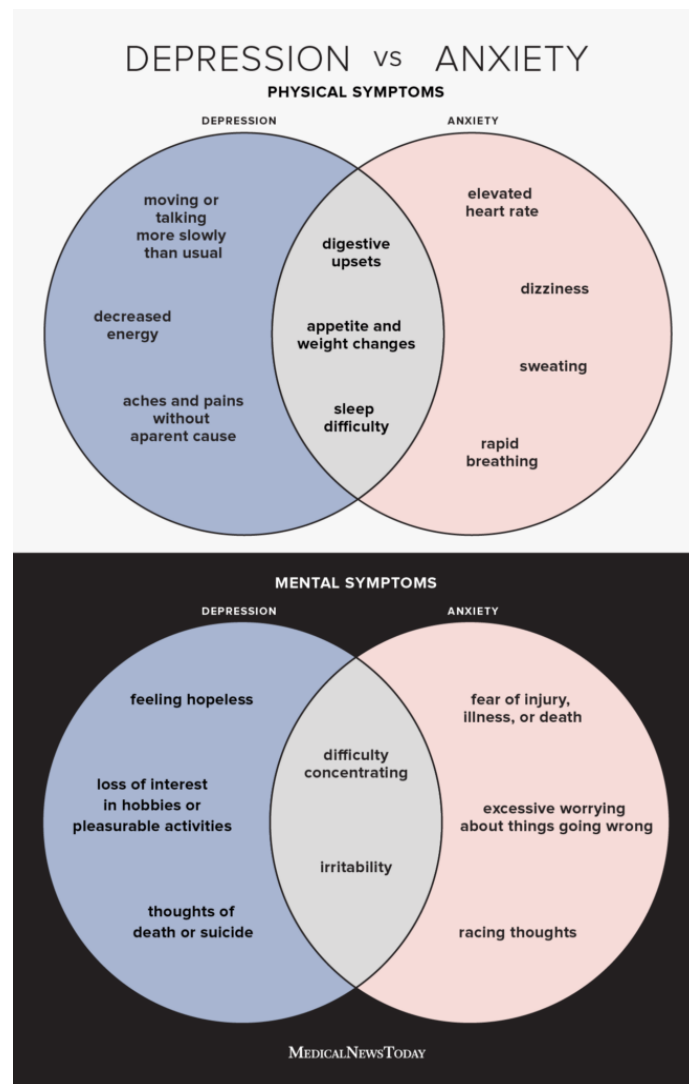 DEPRESSION vs ANXIETY
PHYSICAL SYMPTOMS
DEPRESSION
moving or
talking
more slowly
than usual
decreased
energy
aches and pains
without
apparent cause
digestive
upsets
appetite and
weight changes
sleep
difficulty
ANXIETY
elevated
heart rate
dizziness
sweating
rapid
breathing
MENTAL SYMPTOMS
DEPRESSION
feeling hopeless
loss of interest
in hobbies or
pleasurable activities
thoughts of
death or suicide
difficulty
concentrating
irritability
ANXIETY
fear of injury,
illness, or death
excessive worrying
about things going wrong
racing thoughts
MEDICALNEWSTODAY